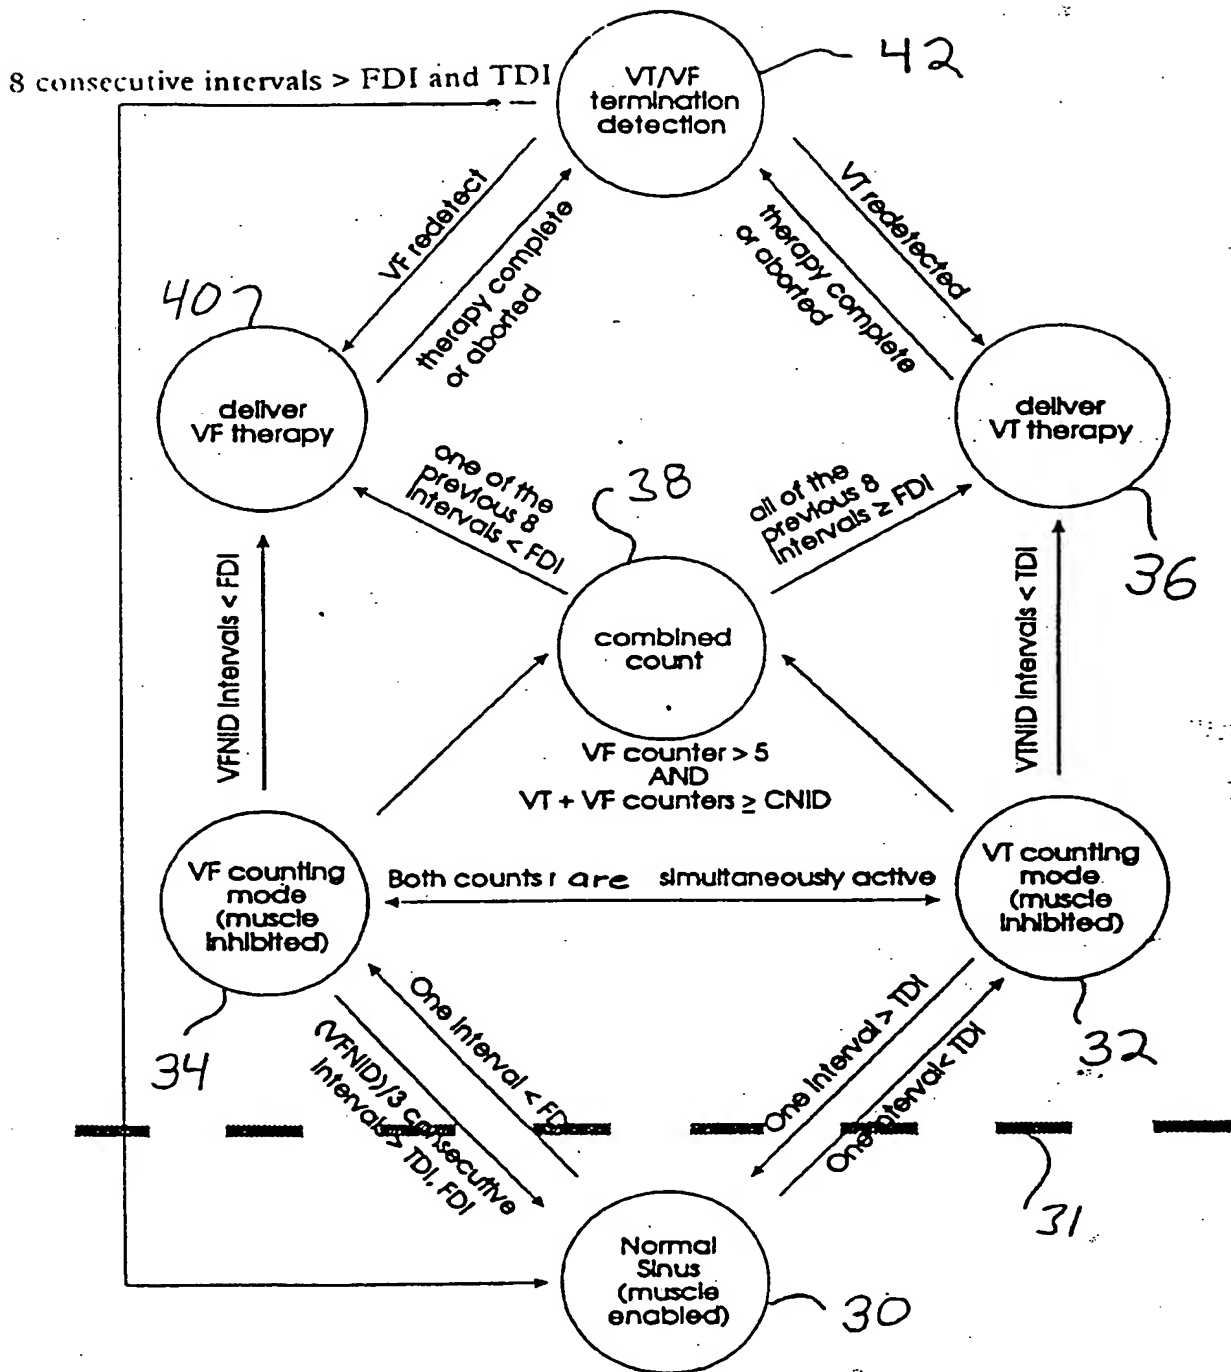 42
8 consecutive intervals > FDI and TDI
VT/VF
termination
detection
VF redetect
therapy complete
or aborted
VT redetected
therapy complete
or aborted
40
deliver
VF therapy
deliver
VT therapy
one of the
previous 8
Intervals < FDI
38
all of the
previous 8
Intervals ≥ FDI
36
VFNID Intervals < FDI
combined
count
VTNID Intervals < TDI
VF counter > 5
AND
VT + VF counters ≥ CNID
VF counting
mode
(muscle
inhibited)
Both counts are simultaneously active
VT counting
mode.
(muscle
inhibited)
34
One Interval < FD
(VFNID)/3 consecutive
Intervals > TDI, FDI
One Interval > TDI
One Interval < TDI
32
31
Normal
Sinus
(muscle
enabled)
30